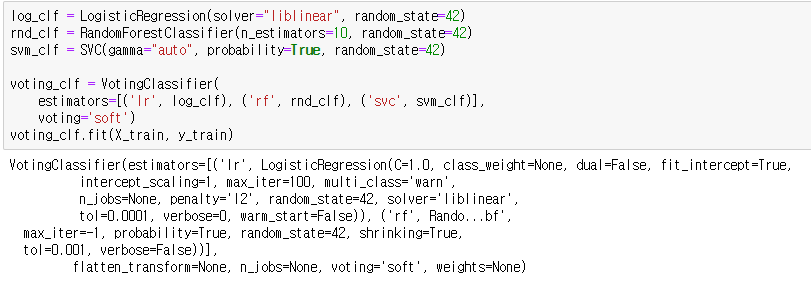 log_clf = LogisticRegression(solver="liblinear", random_state=42)
rnd_clf = RandomForestClassifier(n_estimators=10, random_state=42)
svm_clf = SVC(gamma="auto", probability=True, random_state=42)
voting_clf = VotingClassifier(
estimators=[('lr', log_clf), ('rf', rnd_clf), ('svc', svm_clf)],
voting='soft')
voting_clf.fit(X_train, y_train)
VotingClassifier(estimators=[('lr', LogisticRegression(C=1.0, class_weight=None, dual=False, fit_intercept=True,
intercept_scaling=1, max_iter=100, multi_class='warn',
n_jobs=None, penalty='l2', random_state=42, solver='liblinear',
tol=0.0001, verbose=0, warm_start=False)), ('rf', Rando...bf',
max_iter=-1, probability=True, random_state=42, shrinking=True,
tol=0.001, verbose=False))],
flatten_transform=None, n_jobs=None, voting='soft', weights=None)